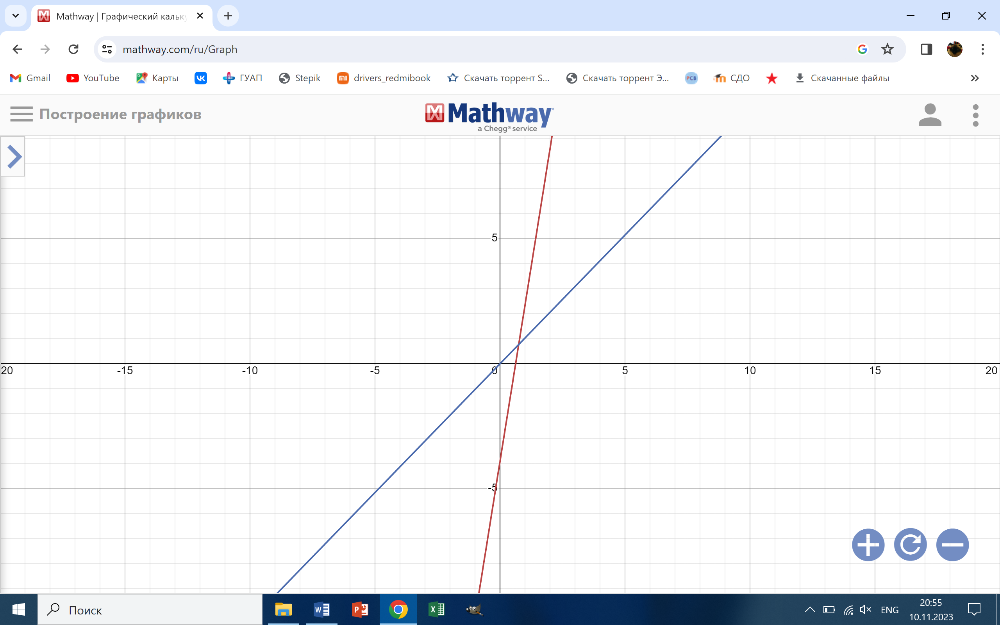 Mathway | Графический кальку
mathway.com/ru/Graph
Gmail YouTube Карты ГУАП Stepik drivers_redmibook Скачать торрент S... Скачать торрент Э... PCB СДО Скачанные файлы
Построение графиков
Mathway
a Chegg® service
5
20 -15 -10 -5 0 5 10 15 20
-5
Поиск
ENG
20:55
10.11.2023